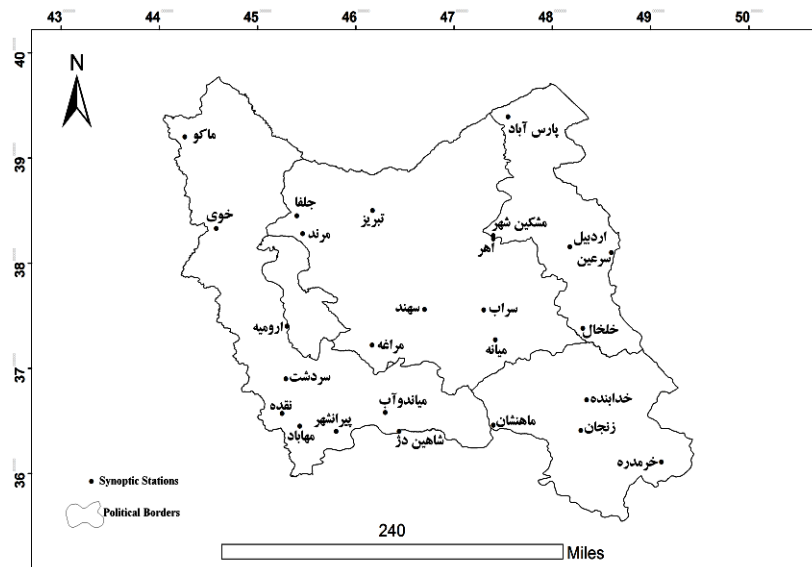 43 44 45 46 47 48 49 50
40
39
38
37
36
N
ماکو
پارس آباد
خوی
جلفا
مرند
تبریز
مشکین شهر
اهر
اردبیل
سرعین
سهند
سراب
خلخال
ارومیه
مراغه
میانه
سردشت
نقده
مهاباد
پیرانشهر
میاندوآب
شاهین دژ
ماهنشان
خدابنده
زنجان
خرمدره
Synoptic Stations
Political Borders
240
Miles